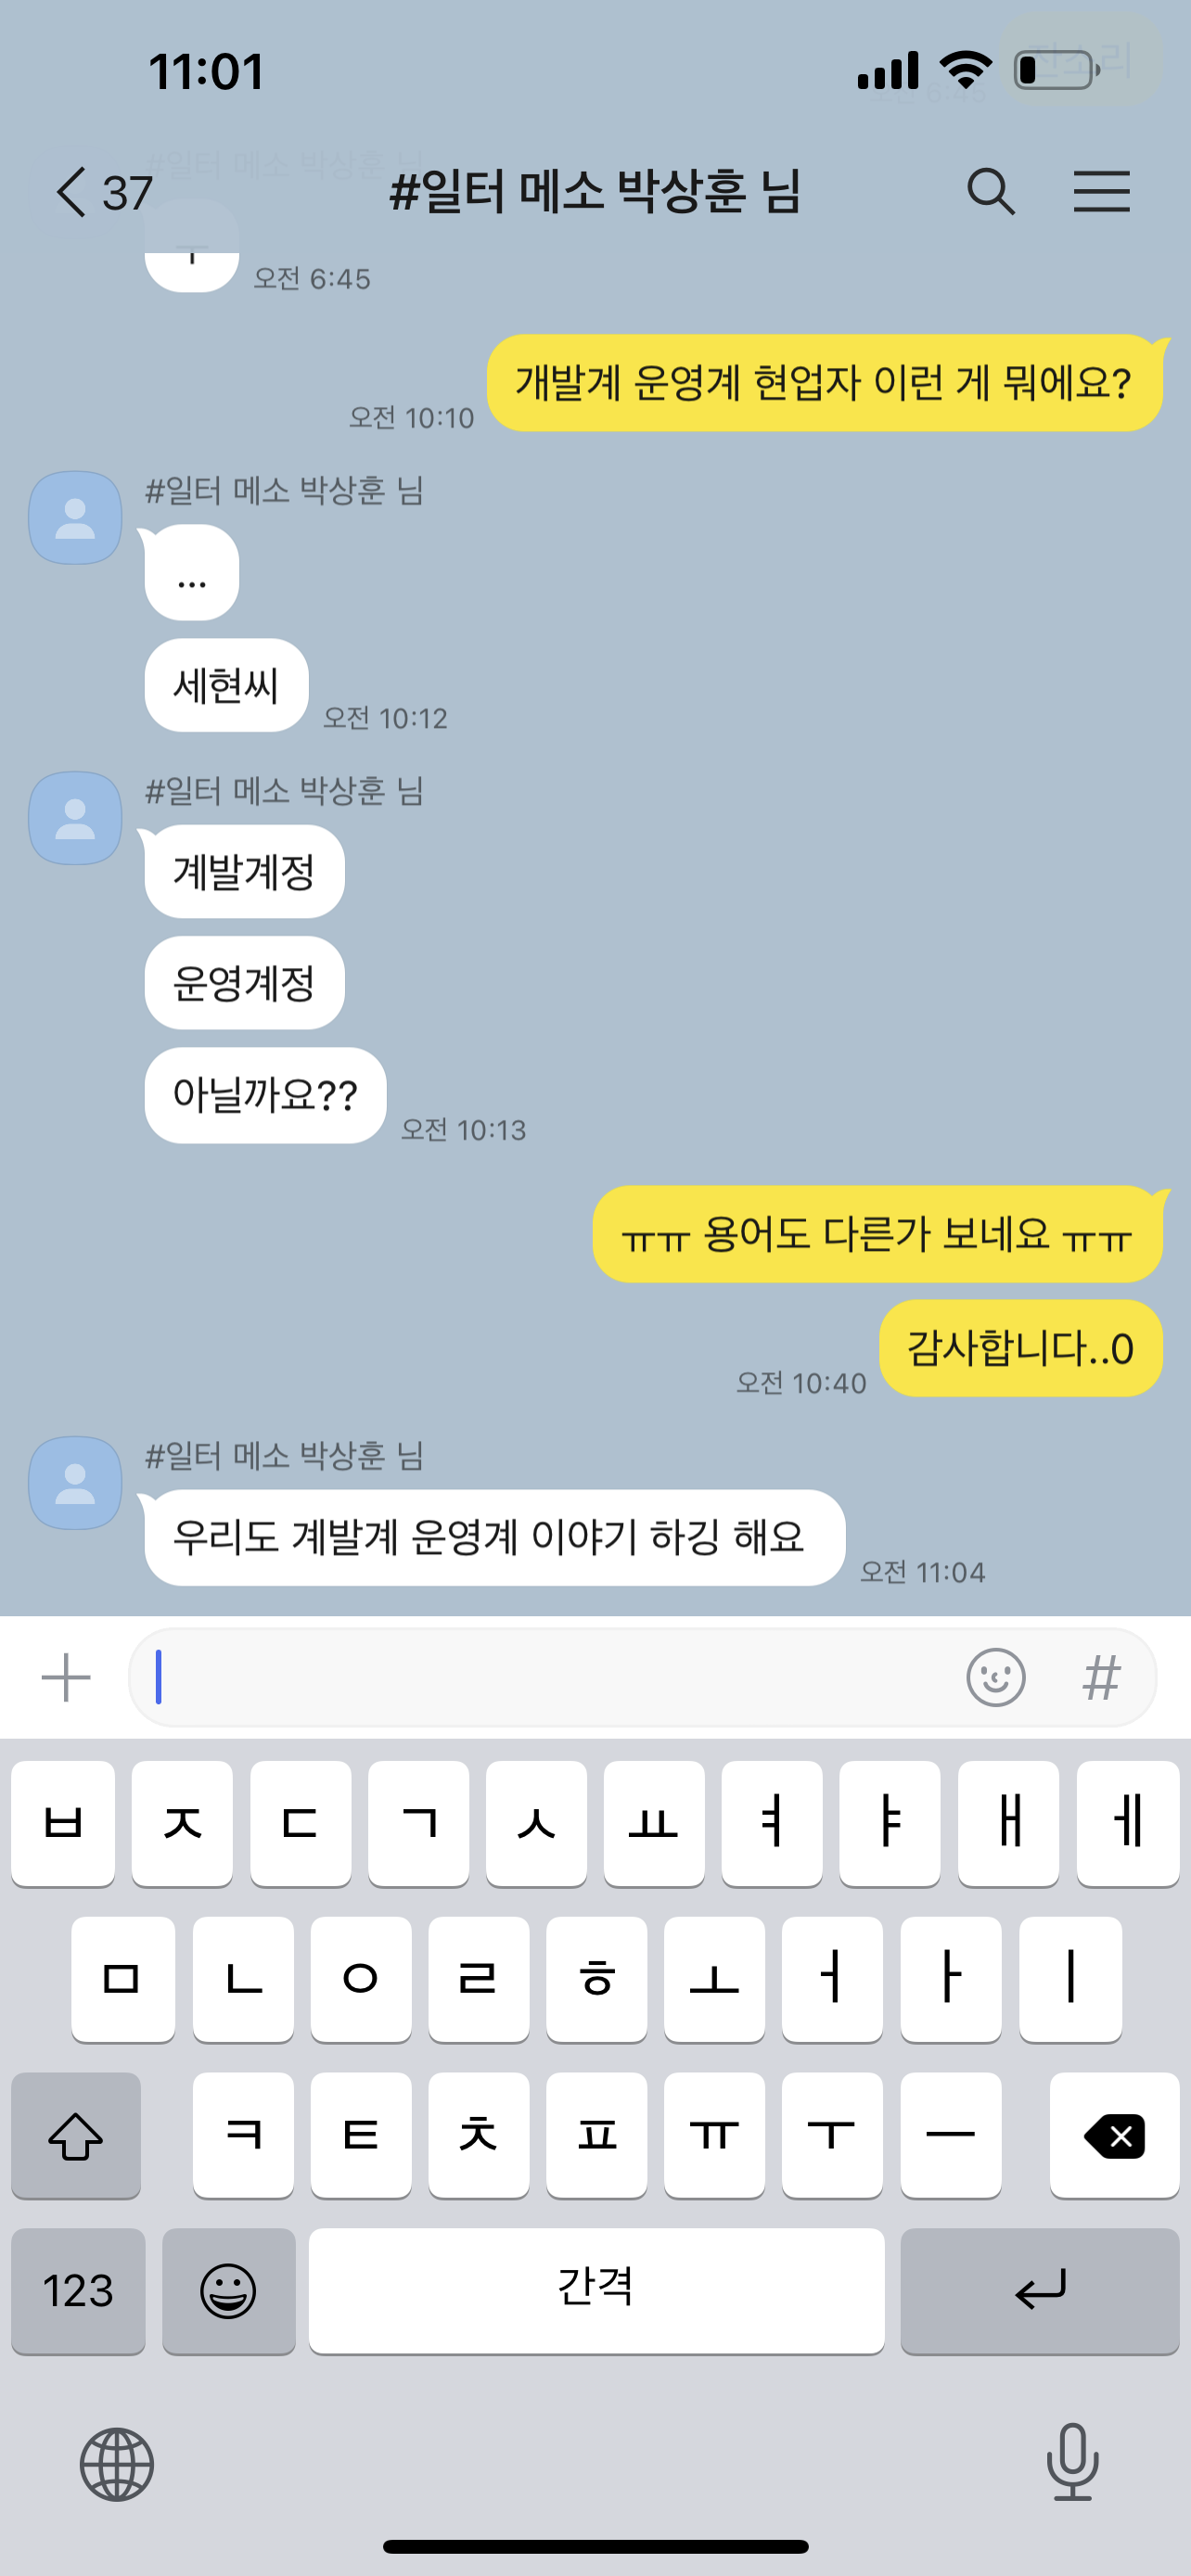 11:01
37
#일터 메소 박상훈 님
ㅜ
오전 6:45
개발계 운영계 현업자 이런 게 뭐에요?
오전 10:10
#일터 메소 박상훈 님
...
세현씨
오전 10:12
#일터 메소 박상훈 님
계발계정
운영계정
아닐까요??
오전 10:13
ㅠㅠ 용어도 다른가 보네요 ㅠㅠ
감사합니다..0
오전 10:40
#일터 메소 박상훈 님
우리도 계발계 운영계 이야기 하깅 해요
오전 11:04
#
ㅂ ㅈ ㄷ ㄱ ㅅ ㅛ ㅕ ㅑ ㅐ ㅔ
ㅁ ㄴ ㅇ ㄹ ㅎ ㅗ ㅓ ㅏ ㅣ
ㅋ ㅌ ㅊ ㅍ ㅠ ㅜ ㅡ
123 간격